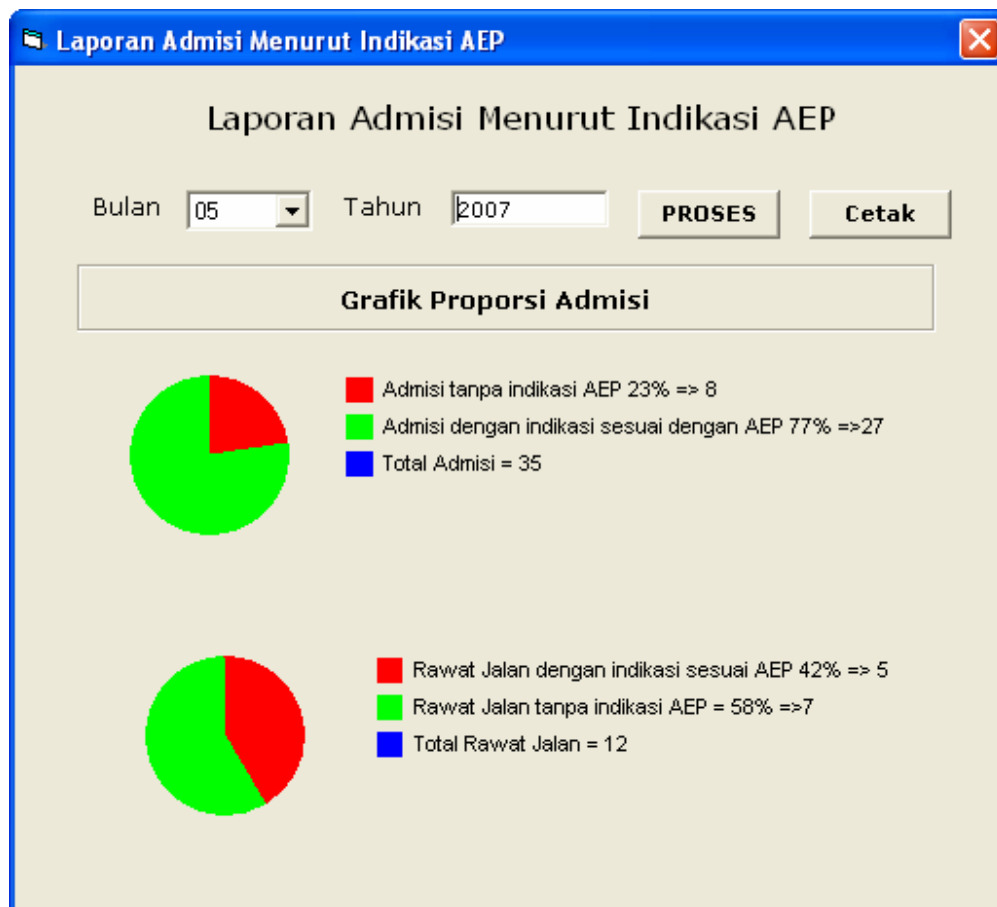 Laporan Admisi Menurut Indikasi AEP
Laporan Admisi Menurut Indikasi AEP
Bulan 05 Tahun 2007 PROSES Cetak
Grafik Proporsi Admisi
Admisi tanpa indikasi AEP 23% => 8
Admisi dengan indikasi sesuai dengan AEP 77% =>27
Total Admisi = 35
Rawat Jalan dengan indikasi sesuai AEP 42% => 5
Rawat Jalan tanpa indikasi AEP = 58% =>7
Total Rawat Jalan = 12